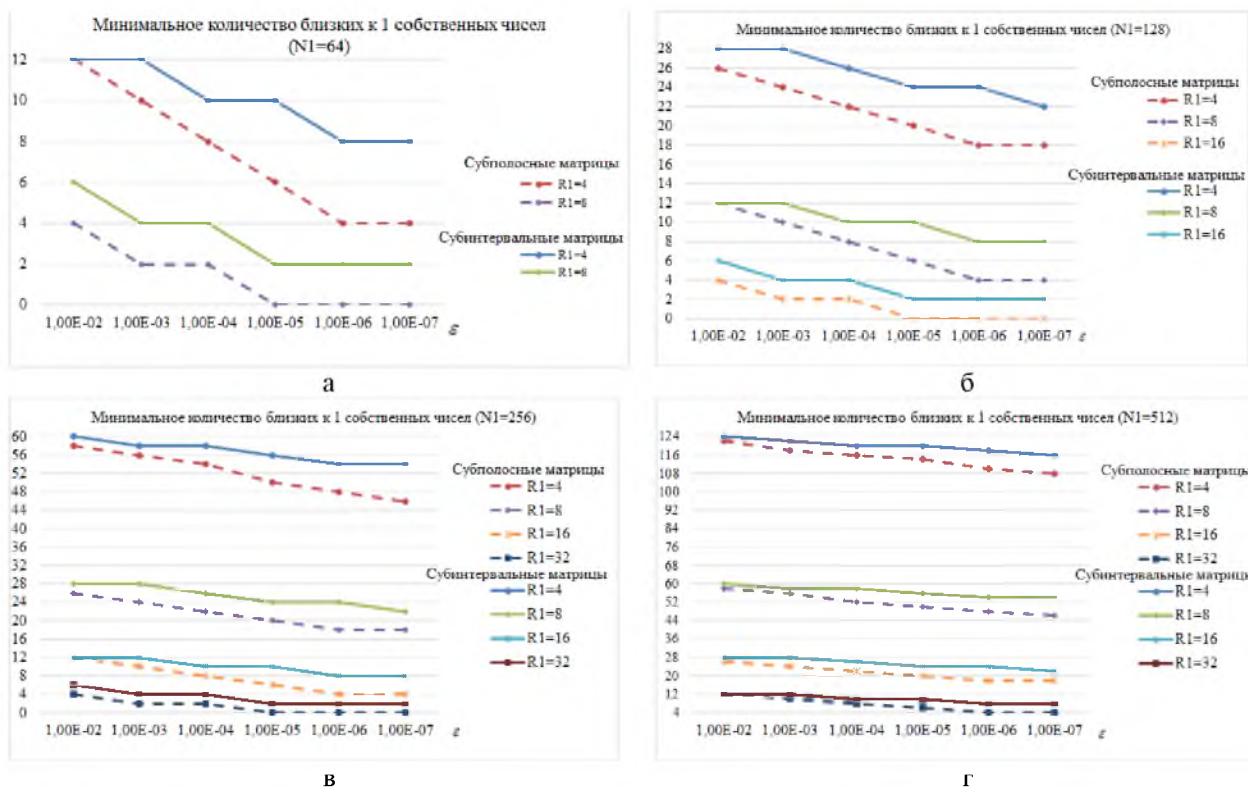 Минимальное количество близких к 1 собственных чисел
(N1=64)
12
10
8
6
4
2
0
1,00E-02 1,00E-03 1,00E-04 1,00E-05 1,00E-06 1,00E-07 ε
Субполосные матрицы
R1=4
R1=8
Субинтервальные матрицы
R1=4
R1=8
а
Минимальное количество близких к 1 собственных чисел (N1=128)
28
26
24
22
20
18
16
14
12
10
8
6
4
2
0
1,00E-02 1,00E-03 1,00E-04 1,00E-05 1,00E-06 1,00E-07 ε
Субполосные матрицы
R1=4
R1=8
R1=16
Субинтервальные матрицы
R1=4
R1=8
R1=16
б
Минимальное количество близких к 1 собственных чисел (N1=256)
60
56
52
48
44
40
36
32
28
24
20
16
12
8
4
0
1,00E-02 1,00E-03 1,00E-04 1,00E-05 1,00E-06 1,00E-07 ε
Субполосные матрицы
R1=4
R1=8
R1=16
R1=32
Субинтервальные матрицы
R1=4
R1=8
R1=16
R1=32
в
Минимальное количество близких к 1 собственных чисел (N1=512)
124
116
108
100
92
84
76
68
60
52
44
36
28
20
12
4
1,00E-02 1,00E-03 1,00E-04 1,00E-05 1,00E-06 1,00E-07 ε
Субполосные матрицы
R1=4
R1=8
R1=16
R1=32
Субинтервальные матрицы
R1=4
R1=8
R1=16
R1=32
г